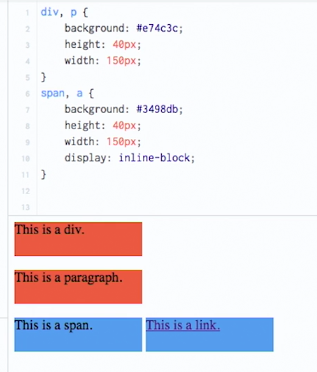 1 div, p {
2 background: #e74c3c;
3 height: 40px;
4 width: 150px;
5 }
6 span, a {
7 background: #3498db;
8 height: 40px;
9 width: 150px;
10 display: inline-block;
11 }
12
13
This is a div.
This is a paragraph.
This is a span. This is a link.